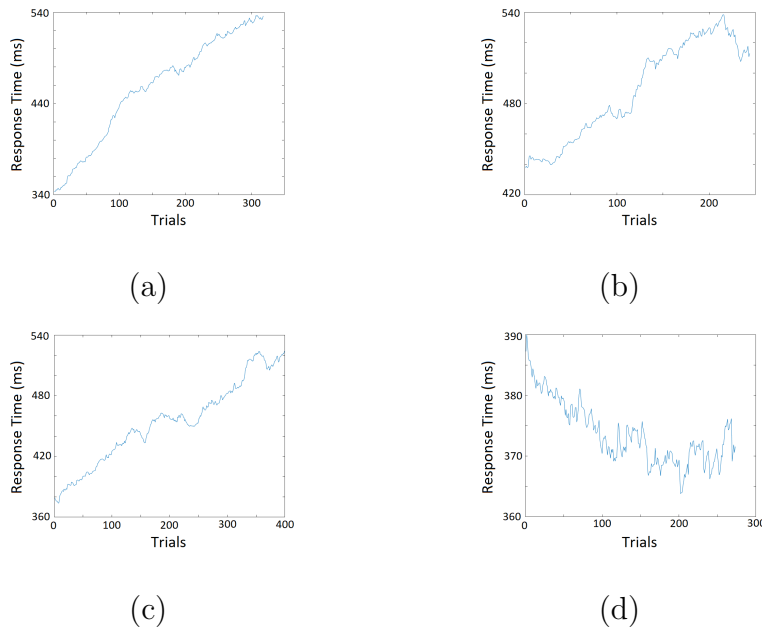 540
440
340
Response Time (ms)
0 100 200 300
Trials
(a)
540
480
420
Response Time (ms)
0 100 200
Trials
(b)
540
480
420
360
Response Time (ms)
0 100 200 300 400
Trials
(c)
390
380
370
360
Response Time (ms)
0 100 200 300
Trials
(d)